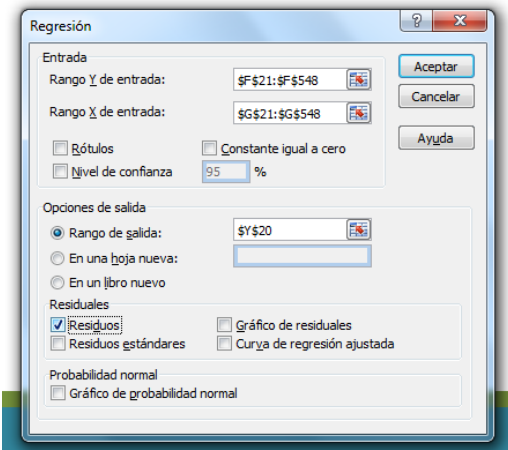 Regresión
?
X
Entrada
Rango Y de entrada: $F$21:$F$548
Rango X de entrada: $G$21:$G$548
Rótulos
Constante igual a cero
Nivel de confianza 95 %
Aceptar
Cancelar
Ayuda
Opciones de salida
Rango de salida: $Y$20
En una hoja nueva:
En un libro nuevo
Residuales
Residuos
Gráfico de residuales
Residuos estándares
Curva de regresión ajustada
Probabilidad normal
Gráfico de probabilidad normal